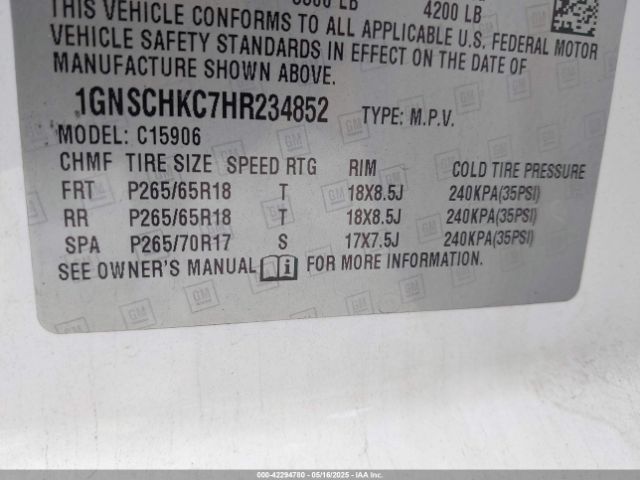 4200 LB
THIS VEHICLE CONFORMS TO ALL APPLICABLE U.S. FEDERAL MOTOR
VEHICLE SAFETY STANDARDS IN EFFECT ON THE DATE OF
MANUFACTURE SHOWN ABOVE.
1GNSCHKC7HR234852 TYPE: M.P.V.
MODEL: C15906
CHMF TIRE SIZE SPEED RTG RIM COLD TIRE PRESSURE
FRT P265/65R18 T 18X8.5J 240KPA(35PSI)
RR P265/65R18 T 18X8.5J 240KPA(35PSI)
SPA P265/70R17 S 17X7.5J 240KPA(35PSI)
SEE OWNER'S MANUAL FOR MORE INFORMATION.
000-42294780 - 05/16/2025 - IAABUYERS